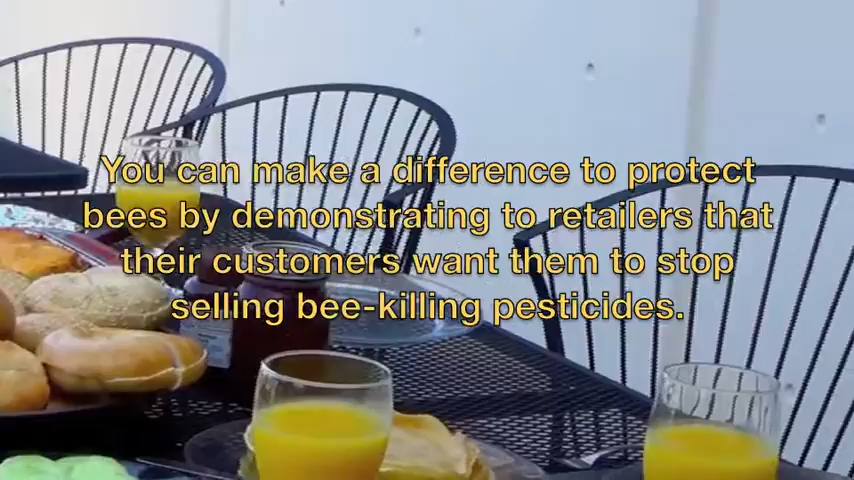 You can make a difference to protect
bees by demonstrating to retailers that
their customers want them to stop
selling bee-killing pesticides.